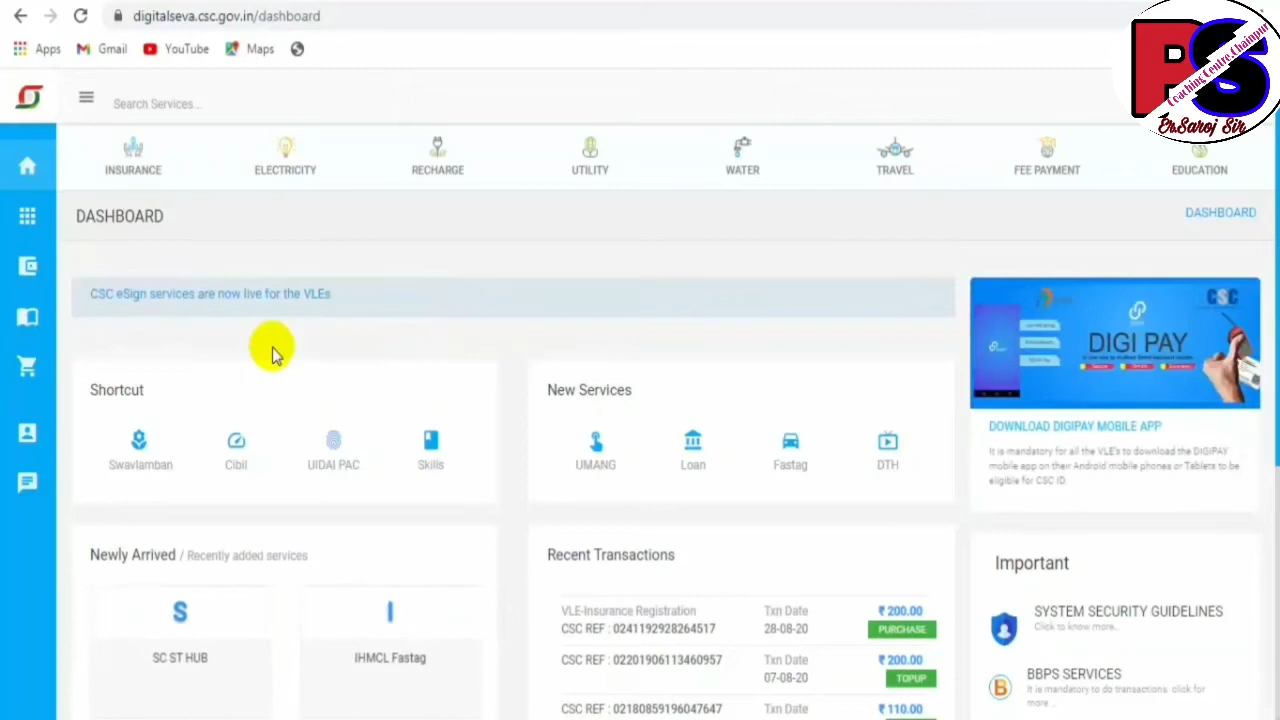 digitalseva.csc.gov.in/dashboard
Apps Gmail YouTube Maps
PS
Coaching Centre, Chainpur
Er.Saroj Sir
Search Services...
INSURANCE ELECTRICITY RECHARGE UTILITY WATER TRAVEL FEE PAYMENT EDUCATION
DASHBOARD
DASHBOARD
CSC eSign services are now live for the VLEs
CSC
DIGI PAY
Shortcut
Swavlamban Cibil UIDAI PAC Skills
New Services
UMANG Loan Fastag DTH
DOWNLOAD DIGIPAY MOBILE APP
It is mandatory for all the VLE's to download the DIGIPAY
mobile app on their Android mobile phones or Tablets to be
eligible for CSC ID.
Newly Arrived / Recently added services
S
SC ST HUB
I
IHMCL Fastag
Recent Transactions
VLE-Insurance Registration Txn Date ₹ 200.00
CSC REF : 0241192928264517 28-08-20 PURCHASE
CSC REF : 02201906113460957 Txn Date ₹ 200.00
07-08-20 TOPUP
CSC REF : 02180859196047647 Txn Date ₹ 110.00
Important
SYSTEM SECURITY GUIDELINES
Click to know more..
BBPS SERVICES
It is mandatory to do transactions. click for
more ...